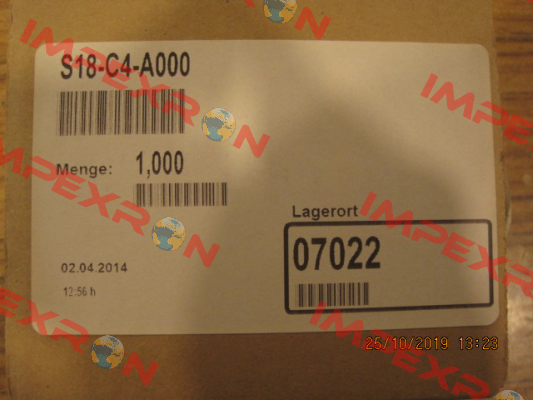 S18-C4-A000
Menge: 1,000
Lagerort
07022
02.04.2014
12:56 h
25/10/2019 13:23
IMPEXRON
IMPEXRON
IMPEXRON
IMPEXRON
IMPEXRON
IMPEXRON